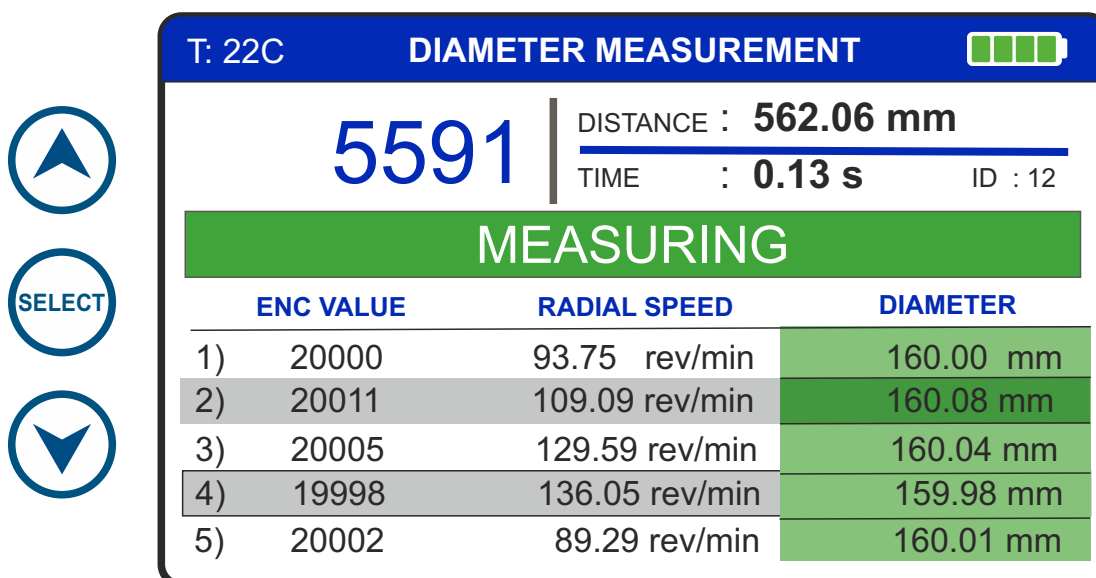 T: 22C DIAMETER MEASUREMENT
5591
DISTANCE : 562.06 mm
TIME : 0.13 s ID : 12
MEASURING
SELECT
ENC VALUE RADIAL SPEED DIAMETER
1) 20000 93.75 rev/min 160.00 mm
2) 20011 109.09 rev/min 160.08 mm
3) 20005 129.59 rev/min 160.04 mm
4) 19998 136.05 rev/min 159.98 mm
5) 20002 89.29 rev/min 160.01 mm